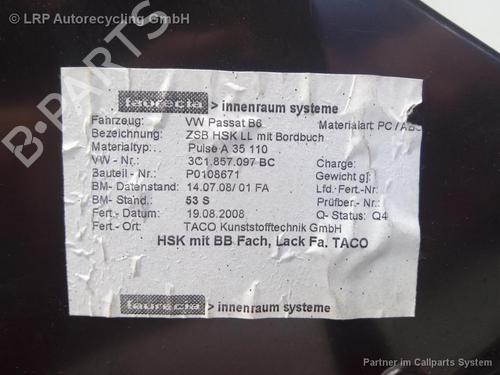 © LRP Autorecycling GmbH
faurecia > innenraum systeme
Fahrzeug: VW Passat B6 Materialart: PC / ABS
Bezeichnung: ZSB HSK LL mit Bordbuch
Materialtyp.: Pulse A 35 110
VW - Nr.: 3C1.857.097 BC Charge:
Bauteil - Nr.: P0108671 Gewicht g|:
BM- Datenstand: 14.07.08/ 01 FA Lfd.-Fert.-Nr:
BM- Stand.: 53 S Prüfber.- Nr.:
Fert.- Datum: 19.08.2008 Q- Status: Q4
Fert.- Ort: TACO Kunststofftechnik GmbH
HSK mit BB Fach, Lack Fa. TACO
faurecia > innenraum systeme
Partner im Callparts System